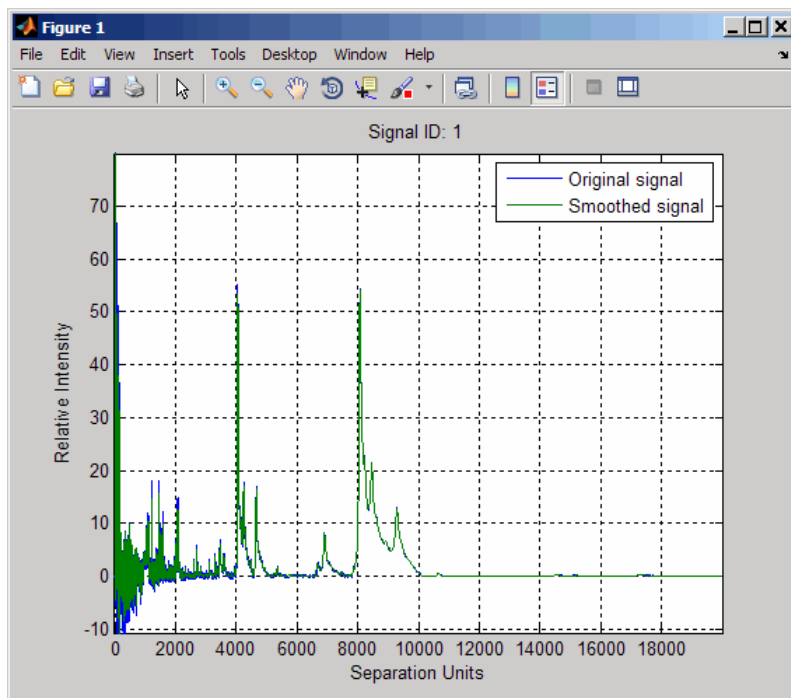 Figure 1
File Edit View Insert Tools Desktop Window Help
Signal ID: 1
Original signal
Smoothed signal
70
60
50
40
30
20
10
0
-10
Relative Intensity
0 2000 4000 6000 8000 10000 12000 14000 16000 18000
Separation Units